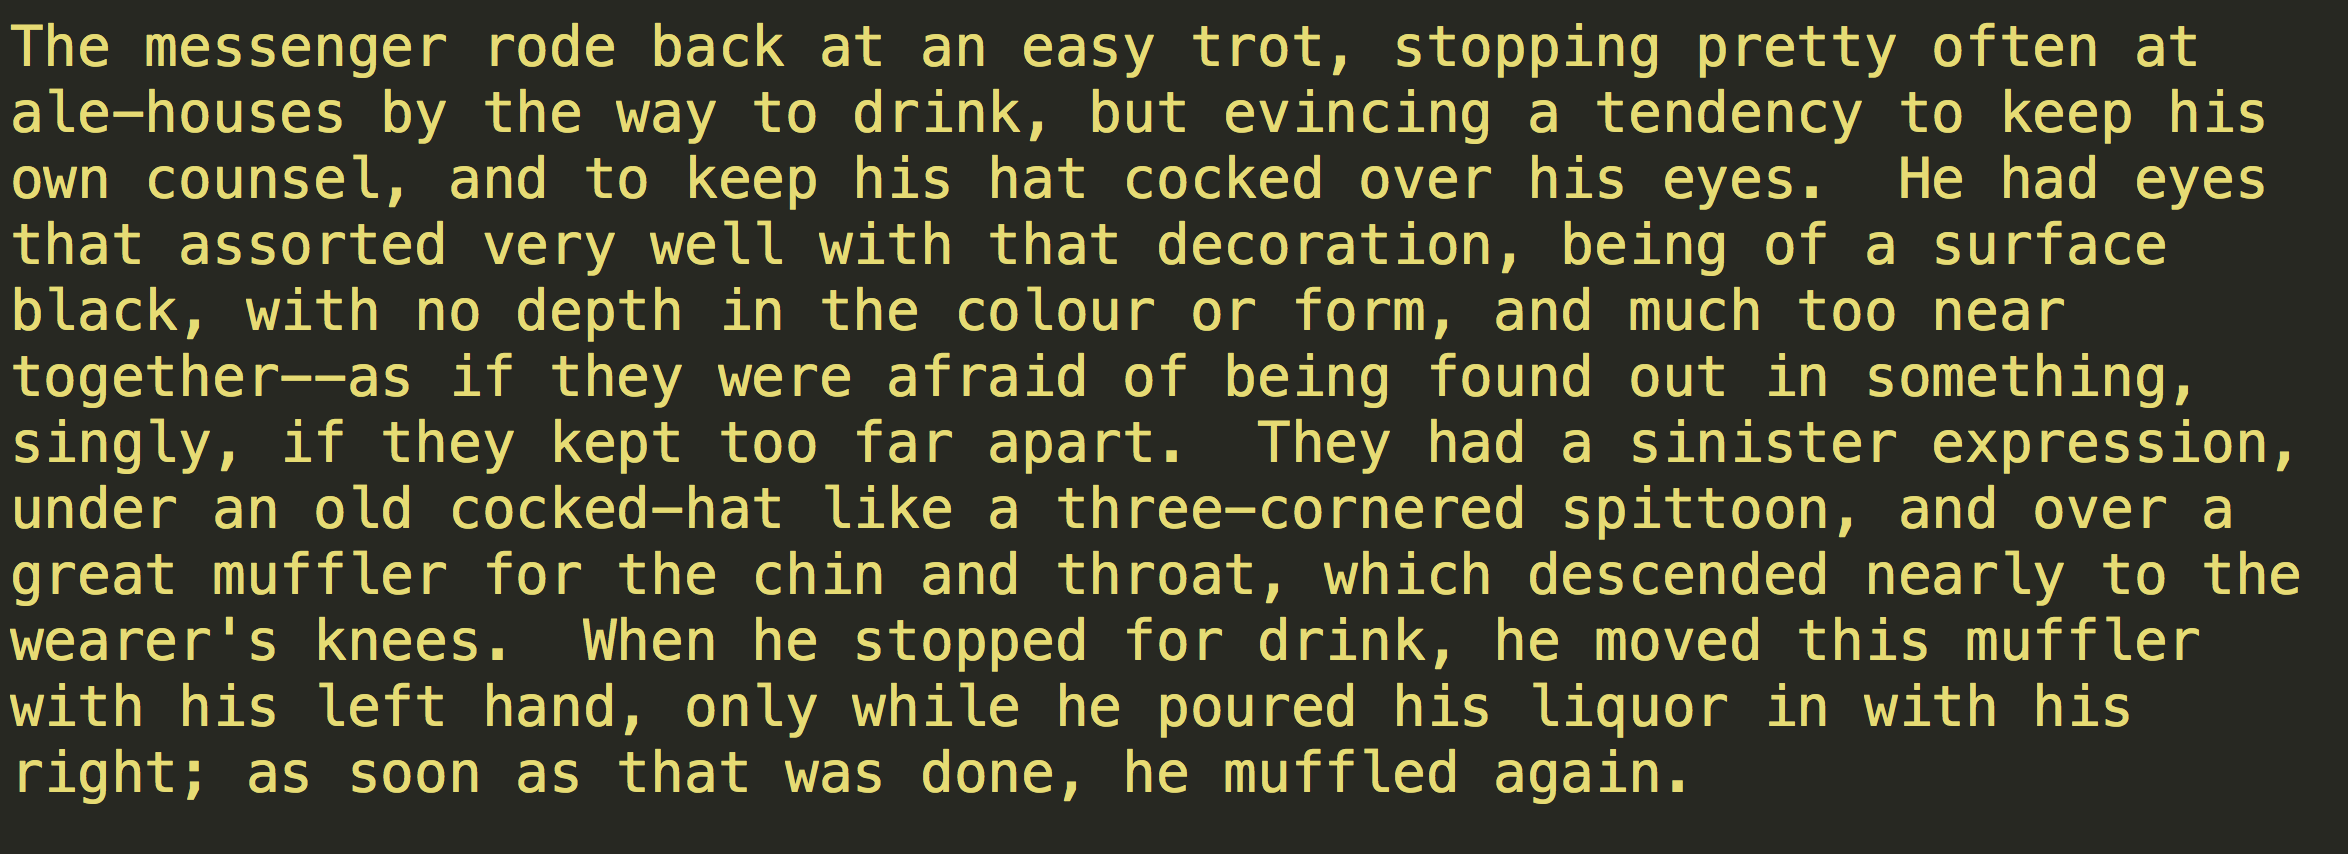 The messenger rode back at an easy trot, stopping pretty often at
ale-houses by the way to drink, but evincing a tendency to keep his
own counsel, and to keep his hat cocked over his eyes.  He had eyes
that assorted very well with that decoration, being of a surface
black, with no depth in the colour or form, and much too near
together--as if they were afraid of being found out in something,
singly, if they kept too far apart.  They had a sinister expression,
under an old cocked-hat like a three-cornered spittoon, and over a
great muffler for the chin and throat, which descended nearly to the
wearer's knees.  When he stopped for drink, he moved this muffler
with his left hand, only while he poured his liquor in with his
right; as soon as that was done, he muffled again.